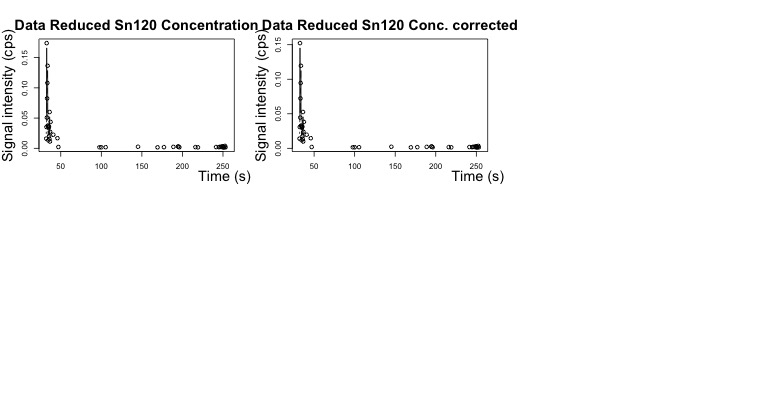 Data Reduced Sn120 Concentration
Signal intensity (cps)
0.00 0.05 0.10 0.15
50 100 150 200 250
Time (s)
Data Reduced Sn120 Conc. corrected
Signal intensity (cps)
0.00 0.05 0.10 0.15
50 100 150 200 250
Time (s)